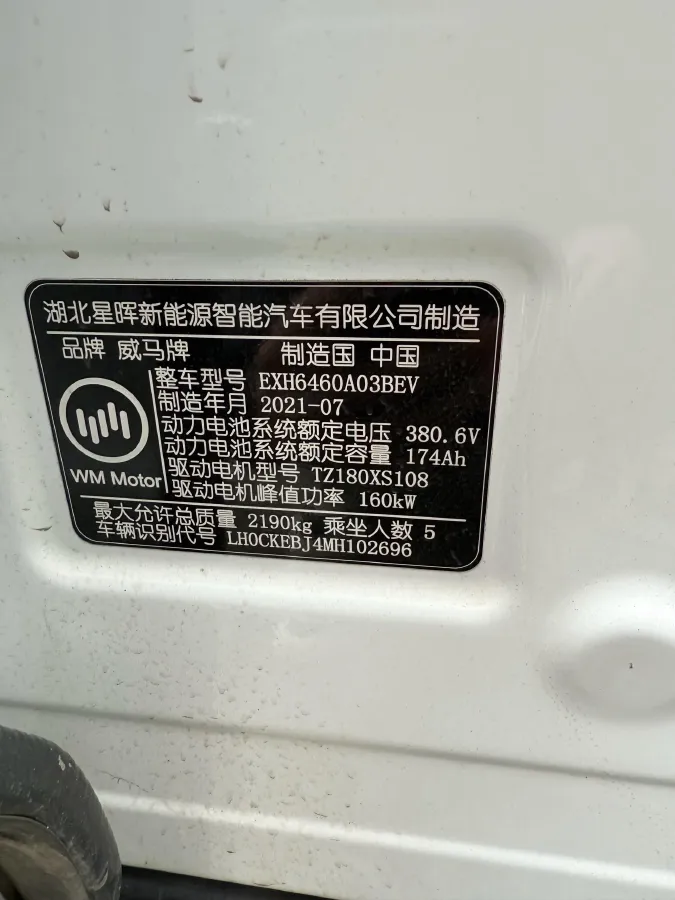 湖北星晖新能源智能汽车有限公司制造
品牌 威马牌 制造国 中国
整车型号 EXH6460A03BEV
制造年月 2021-07
动力电池系统额定电压 380.6V
动力电池系统额定容量 174Ah
驱动电机型号 TZ180XS108
驱动电机峰值功率 160kW
WM Motor
最大允许总质量 2190kg 乘坐人数 5
车辆识别代号 LH0CKEBJ4MH102696